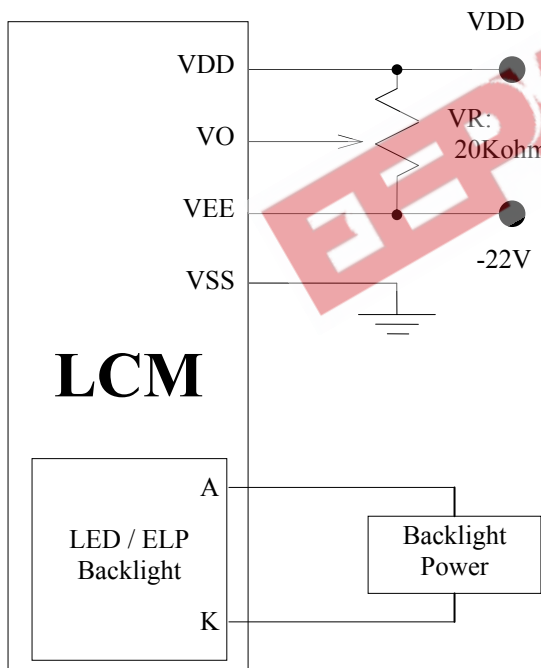 VDD
VDD
VO
VR:
20Kohm
VEE
-22V
VSS
LCM
A
LED / ELP
Backlight
Backlight
Power
K